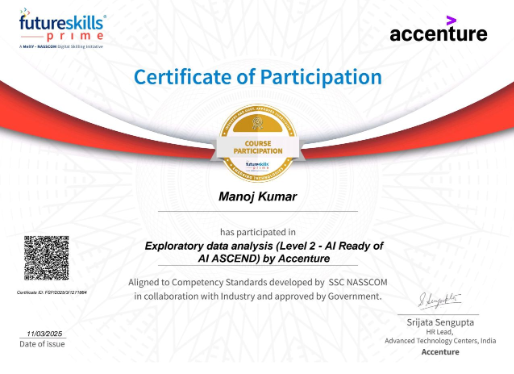 futureskills
prime
A MeitY - NASSCOM Digital Skilling Initiative
accenture
Certificate of Participation
COURSE
PARTICIPATION
futureskills
prime
Manoj Kumar
has participated in
Exploratory data analysis (Level 2 - AI Ready of
AI ASCEND) by Accenture
Aligned to Competency Standards developed by SSC NASSCOM
in collaboration with Industry and approved by Government.
Certificate ID:
11/03/2025
Date of issue
Srijata Sengupta
HR Lead,
Advanced Technology Centers, India
Accenture